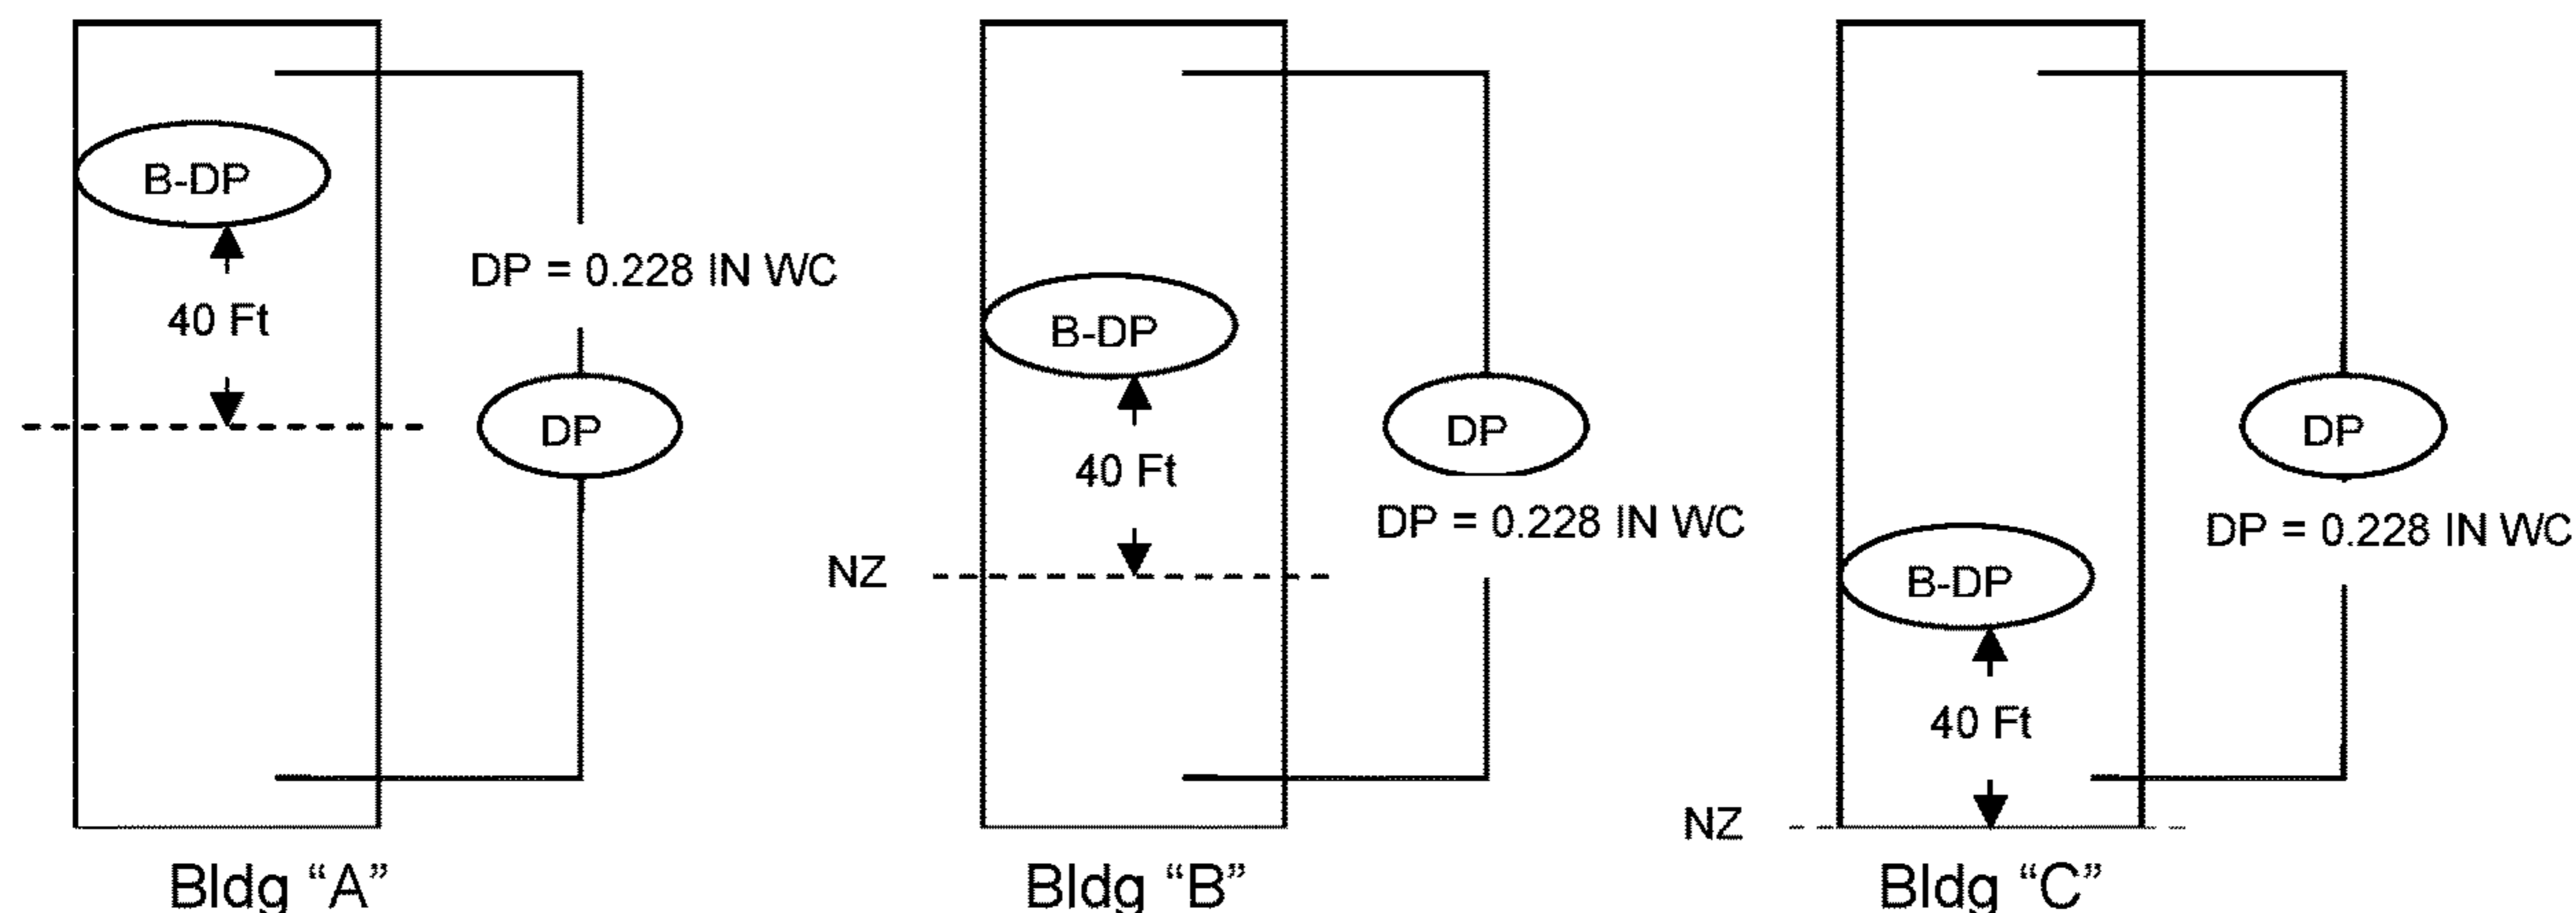 B-DP
40 Ft
DP = 0.228 IN WC
DP
Bldg “A”
B-DP
40 Ft
DP
DP = 0.228 IN WC
NZ
Bldg “B”
B-DP
40 Ft
DP
DP = 0.228 IN WC
NZ
Bldg “C”